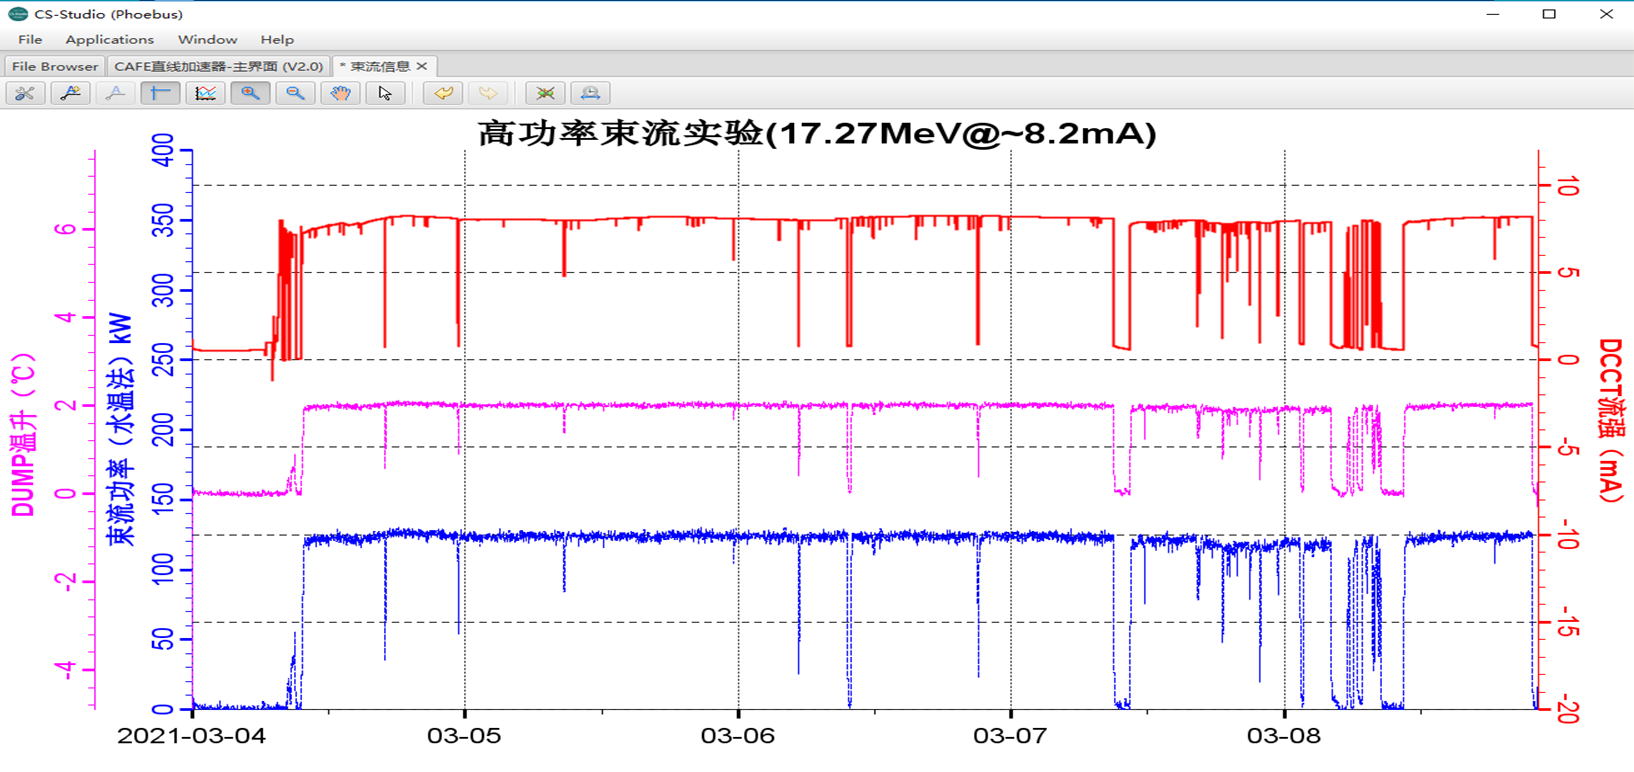 CS-Studio (Phoebus)
File Applications Window Help
File Browser CAFE直线加速器-主界面 (V2.0) * 束流信息
高功率束流实验(17.27MeV@~8.2mA)
DUMP温升 (℃)
6
4
2
0
-2
-4
束流功率 (水温法) kW
400
350
300
250
200
150
100
50
0
10
5
0
-5
-10
-15
-20
DCCT流强 (mA)
2021-03-04 03-05 03-06 03-07 03-08